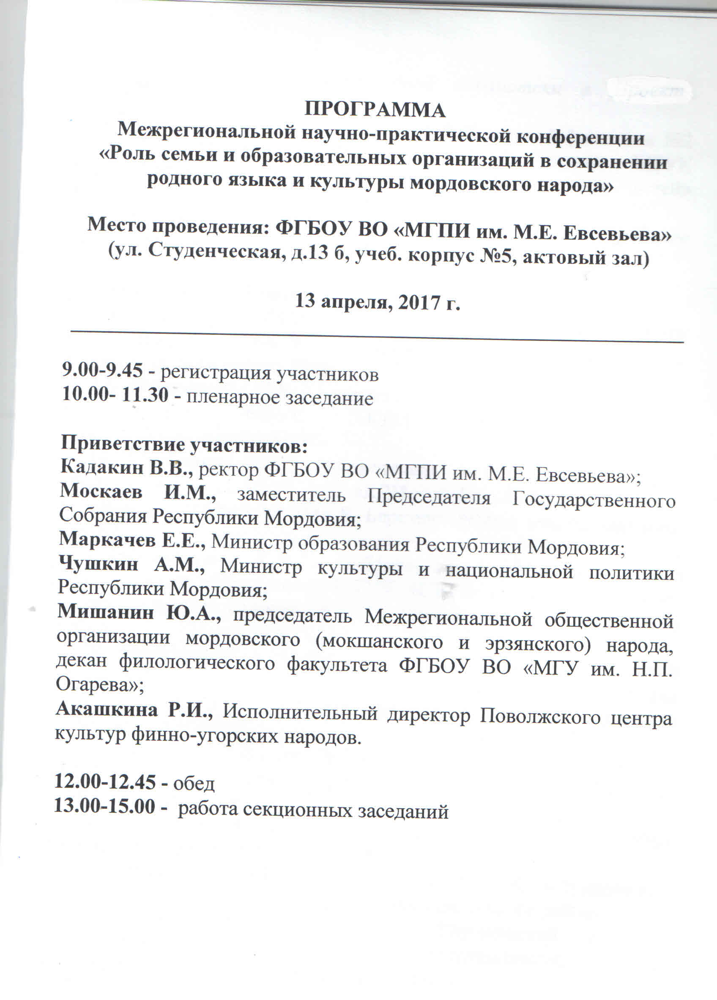 ПРОГРАММА
Межрегиональной научно-практической конференции
«Роль семьи и образовательных организаций в сохранении
родного языка и культуры мордовского народа»
Место проведения: ФГБОУ ВО «МГПИ им. М.Е. Евсевьева»
(ул. Студенческая, д.13 б, учеб. корпус №5, актовый зал)
13 апреля, 2017 г.
9.00-9.45 - регистрация участников
10.00- 11.30 - пленарное заседание
Приветствие участников:
Кадакин В.В., ректор ФГБОУ ВО «МГПИ им. М.Е. Евсевьева»;
Москаев И.М., заместитель Председателя Государственного
Собрания Республики Мордовия;
Маркачев Е.Е., Министр образования Республики Мордовия;
Чушкин А.М., Министр культуры и национальной политики
Республики Мордовия;
Мишанин Ю.А., председатель Межрегиональной общественной
организации мордовского (мокшанского и эрзянского) народа,
декан филологического факультета ФГБОУ ВО «МГУ им. Н.П.
Огарева»;
Акашкина Р.И., Исполнительный директор Поволжского центра
культур финно-угорских народов.
12.00-12.45 - обед
13.00-15.00 - работа секционных заседаний